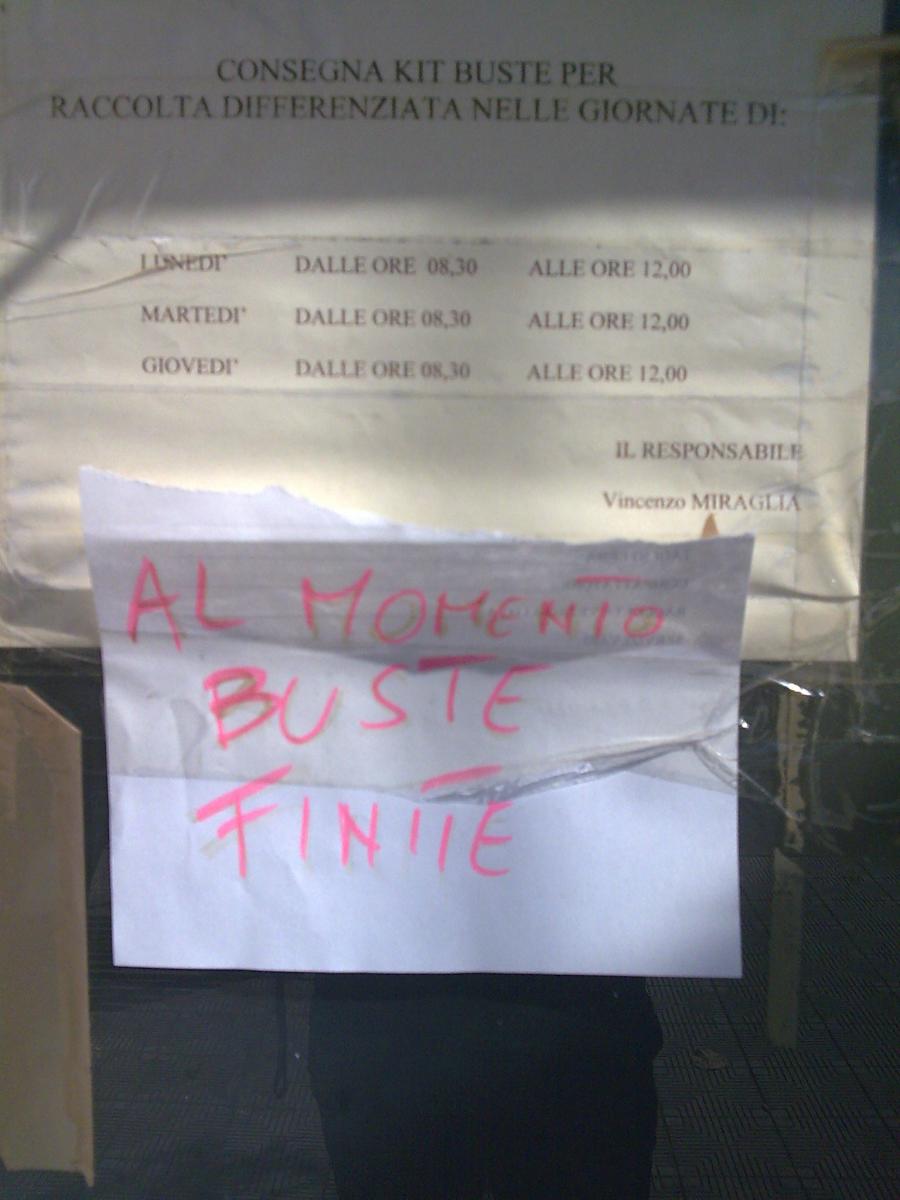 CONSEGNA KIT BUSTE PER
RACCOLTA DIFFERENZIATA NELLE GIORNATE DI:
LUNEDI' DALLE ORE 08,30 ALLE ORE 12,00
MARTEDI' DALLE ORE 08,30 ALLE ORE 12,00
GIOVEDI' DALLE ORE 08,30 ALLE ORE 12,00
IL RESPONSABILE
Vincenzo MIRAGLIA
AL MOMENTO
BUSTE
FINITE